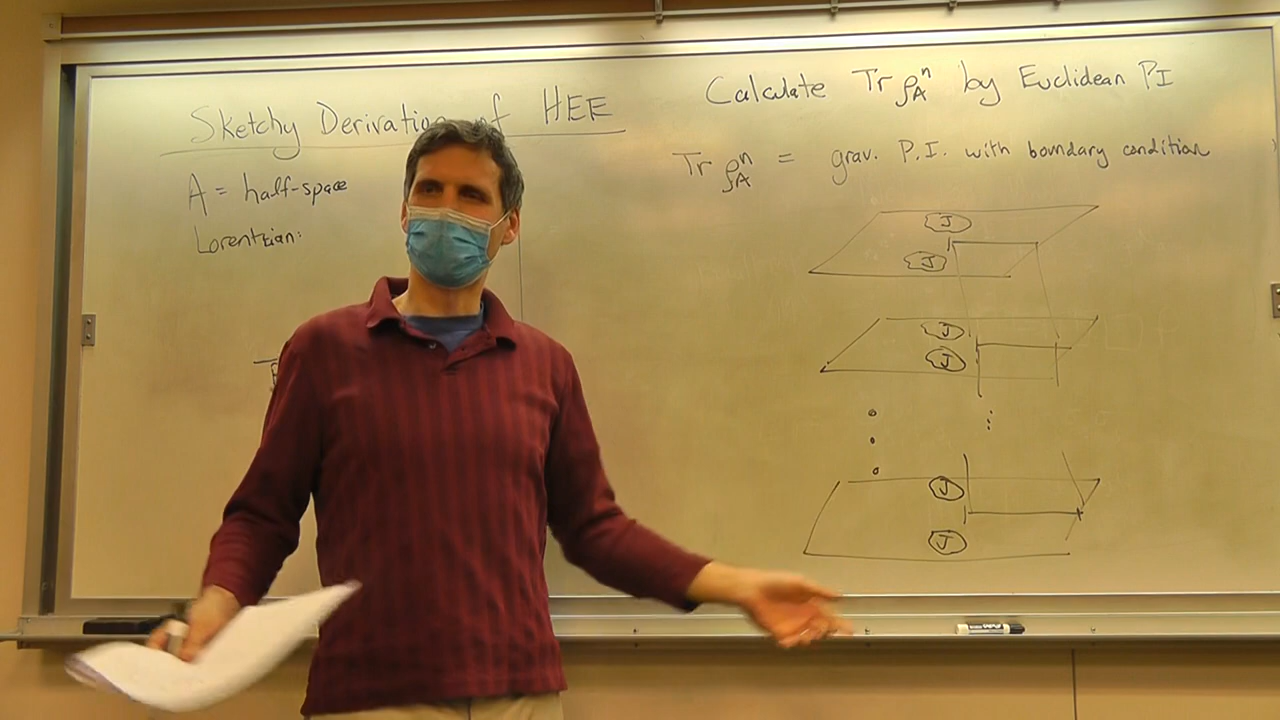 Sketchy Derivation of HEE
A = half-space
Lorentzian:
Calculate Tr ρ_A^n by Euclidean PI
Tr ρ_A^n = grav. P.I. with boundary condition
J
J
J
J
J
J